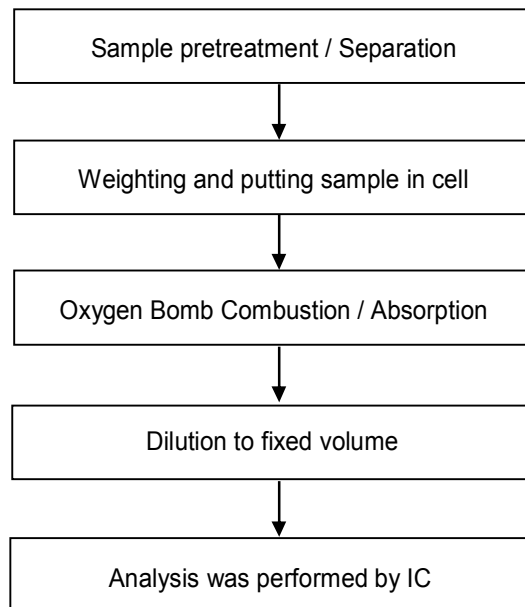 Sample pretreatment / Separation
Weighting and putting sample in cell
Oxygen Bomb Combustion / Absorption
Dilution to fixed volume
Analysis was performed by IC